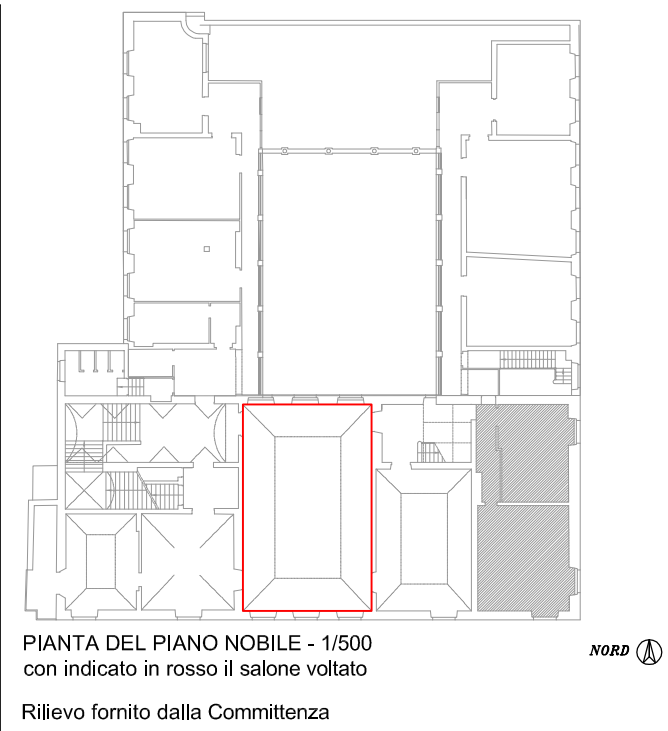 PIANTA DEL PIANO NOBILE - 1/500
con indicato in rosso il salone voltato
NORD
Rilievo fornito dalla Committenza